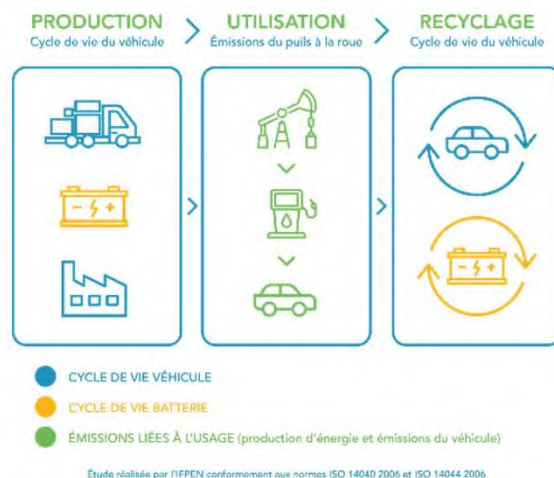 PRODUCTION > UTILISATION > RECYCLAGE
Cycle de vie du véhicule
Émissions du puils à la roue
Cycle de vie du véhicule
CYCLE DE VIE VÉHICULE
CYCLE DE VIE BATTERIE
ÉMISSIONS LIÉES À L'USAGE (production d'énergie et émissions du véhicule)
Étude réalisée par l'IFPEN conformement aux normes ISO 14040 2006 et ISO 14044 2006